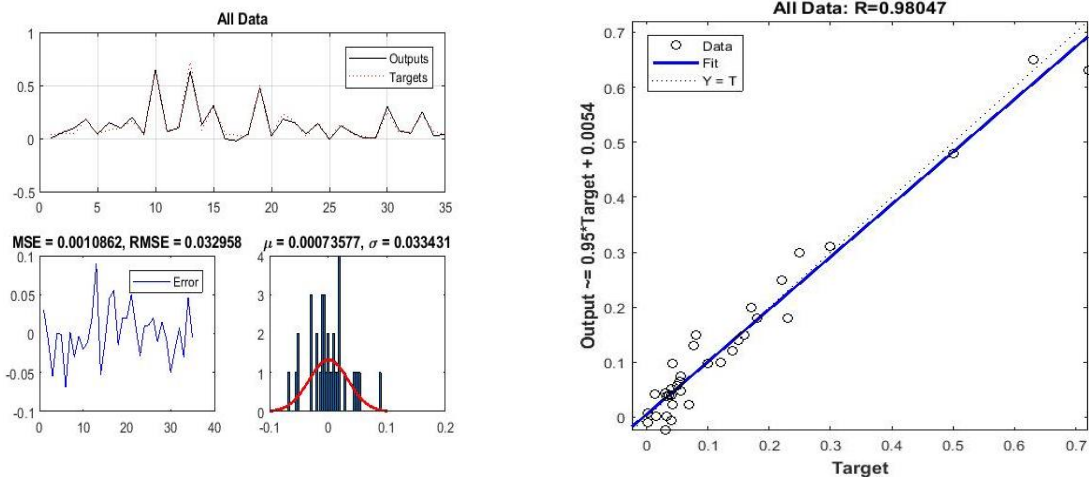 All Data
1
0.5
0
-0.5
0 5 10 15 20 25 30 35
Outputs
Targets
MSE = 0.0010862, RMSE = 0.032958
0.1
0.05
0
-0.05
-0.1
0 10 20 30 40
Error
μ = 0.00073577, σ = 0.033431
4
3
2
1
0
-0.1 0 0.1 0.2
All Data: R=0.98047
Output ~= 0.95*Target + 0.0054
0.7
0.6
0.5
0.4
0.3
0.2
0.1
0
0 0.1 0.2 0.3 0.4 0.5 0.6 0.7
Target
Data
Fit
Y = T